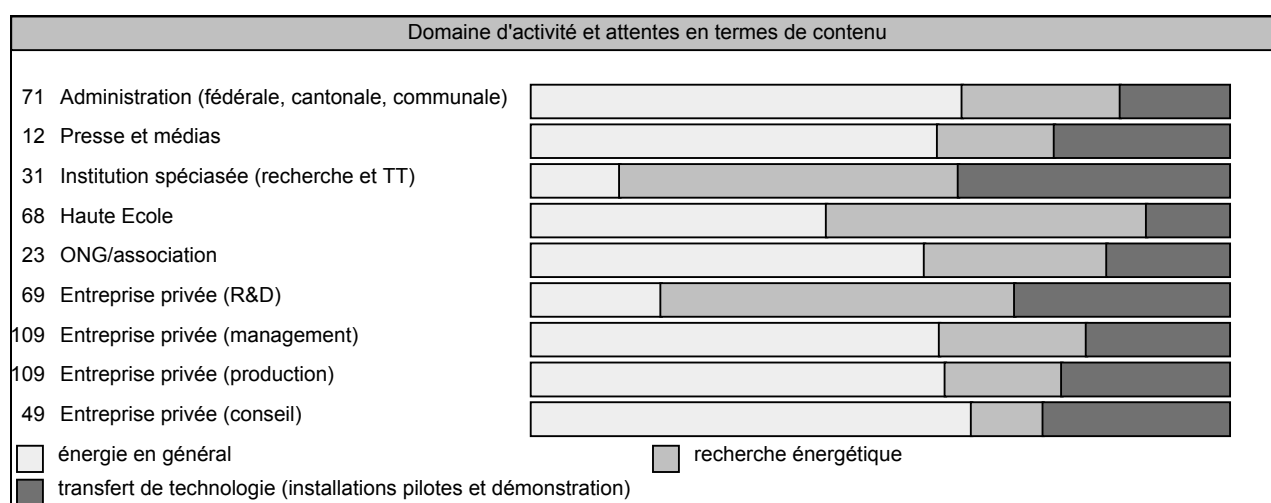 Domaine d'activité et attentes en termes de contenu
71 Administration (fédérale, cantonale, communale)
12 Presse et médias
31 Institution spéciasée (recherche et TT)
68 Haute Ecole
23 ONG/association
69 Entreprise privée (R&D)
109 Entreprise privée (management)
109 Entreprise privée (production)
49 Entreprise privée (conseil)
énergie en général recherche énergétique
transfert de technologie (installations pilotes et démonstration)